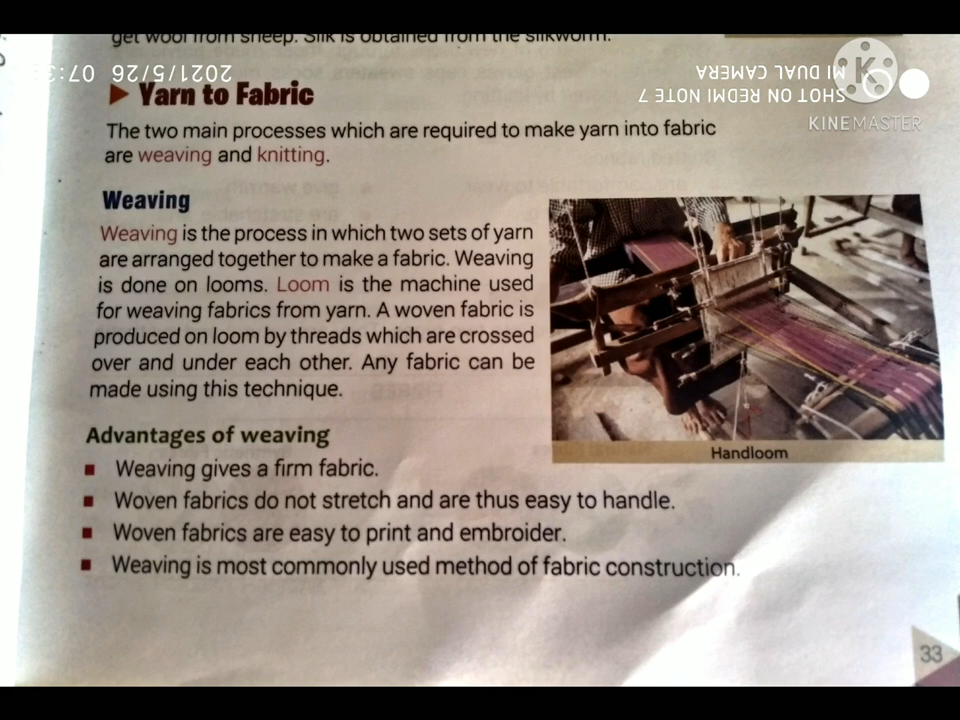 get wool from sheep. Silk is obtained from the silkworm.
2021/5/26 07:3
SHOT ON REDMI NOTE 7
MI DUAL CAMERA
K
KINEMASTER
Yarn to Fabric
The two main processes which are required to make yarn into fabric
are weaving and knitting.
Weaving
Weaving is the process in which two sets of yarn
are arranged together to make a fabric. Weaving
is done on looms. Loom is the machine used
for weaving fabrics from yarn. A woven fabric is
produced on loom by threads which are crossed
over and under each other. Any fabric can be
made using this technique.
Handloom
Advantages of weaving
Weaving gives a firm fabric.
Woven fabrics do not stretch and are thus easy to handle.
Woven fabrics are easy to print and embroider.
Weaving is most commonly used method of fabric construction.
33